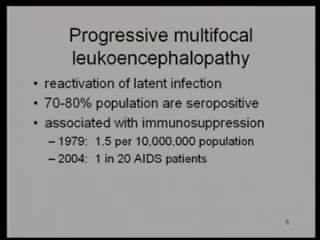 Progressive multifocal
leukoencephalopathy
• reactivation of latent infection
• 70-80% population are seropositive
• associated with immunosuppression
– 1979: 1.5 per 10,000,000 population
– 2004: 1 in 20 AIDS patients
6